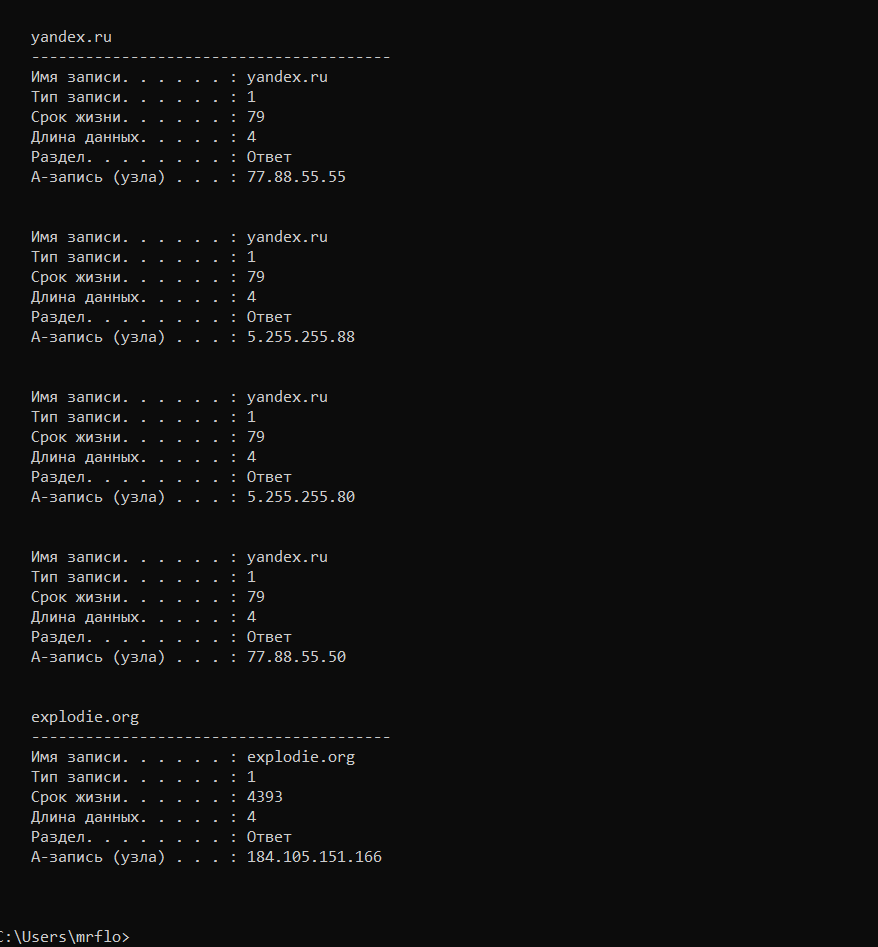 yandex.ru
----------------------------------------
Имя записи. . . . . . : yandex.ru
Тип записи. . . . . . : 1
Срок жизни. . . . . . : 79
Длина данных. . . . . : 4
Раздел. . . . . . . . : Ответ
А-запись (узла) . . . : 77.88.55.55
Имя записи. . . . . . : yandex.ru
Тип записи. . . . . . : 1
Срок жизни. . . . . . : 79
Длина данных. . . . . : 4
Раздел. . . . . . . . : Ответ
А-запись (узла) . . . : 5.255.255.88
Имя записи. . . . . . : yandex.ru
Тип записи. . . . . . : 1
Срок жизни. . . . . . : 79
Длина данных. . . . . : 4
Раздел. . . . . . . . : Ответ
А-запись (узла) . . . : 5.255.255.80
Имя записи. . . . . . : yandex.ru
Тип записи. . . . . . : 1
Срок жизни. . . . . . : 79
Длина данных. . . . . : 4
Раздел. . . . . . . . : Ответ
А-запись (узла) . . . : 77.88.55.50
explodie.org
----------------------------------------
Имя записи. . . . . . : explodie.org
Тип записи. . . . . . : 1
Срок жизни. . . . . . : 4393
Длина данных. . . . . : 4
Раздел. . . . . . . . : Ответ
А-запись (узла) . . . : 184.105.151.166
C:\Users\mrflo>